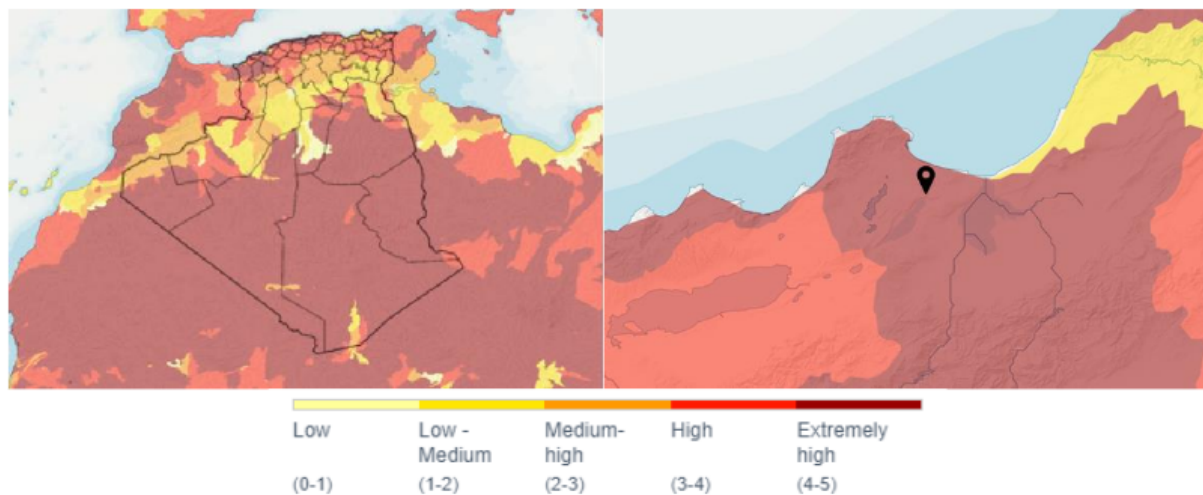 Low
Low -
Medium
Medium-
high
High
Extremely
high
(0-1)
(1-2)
(2-3)
(3-4)
(4-5)